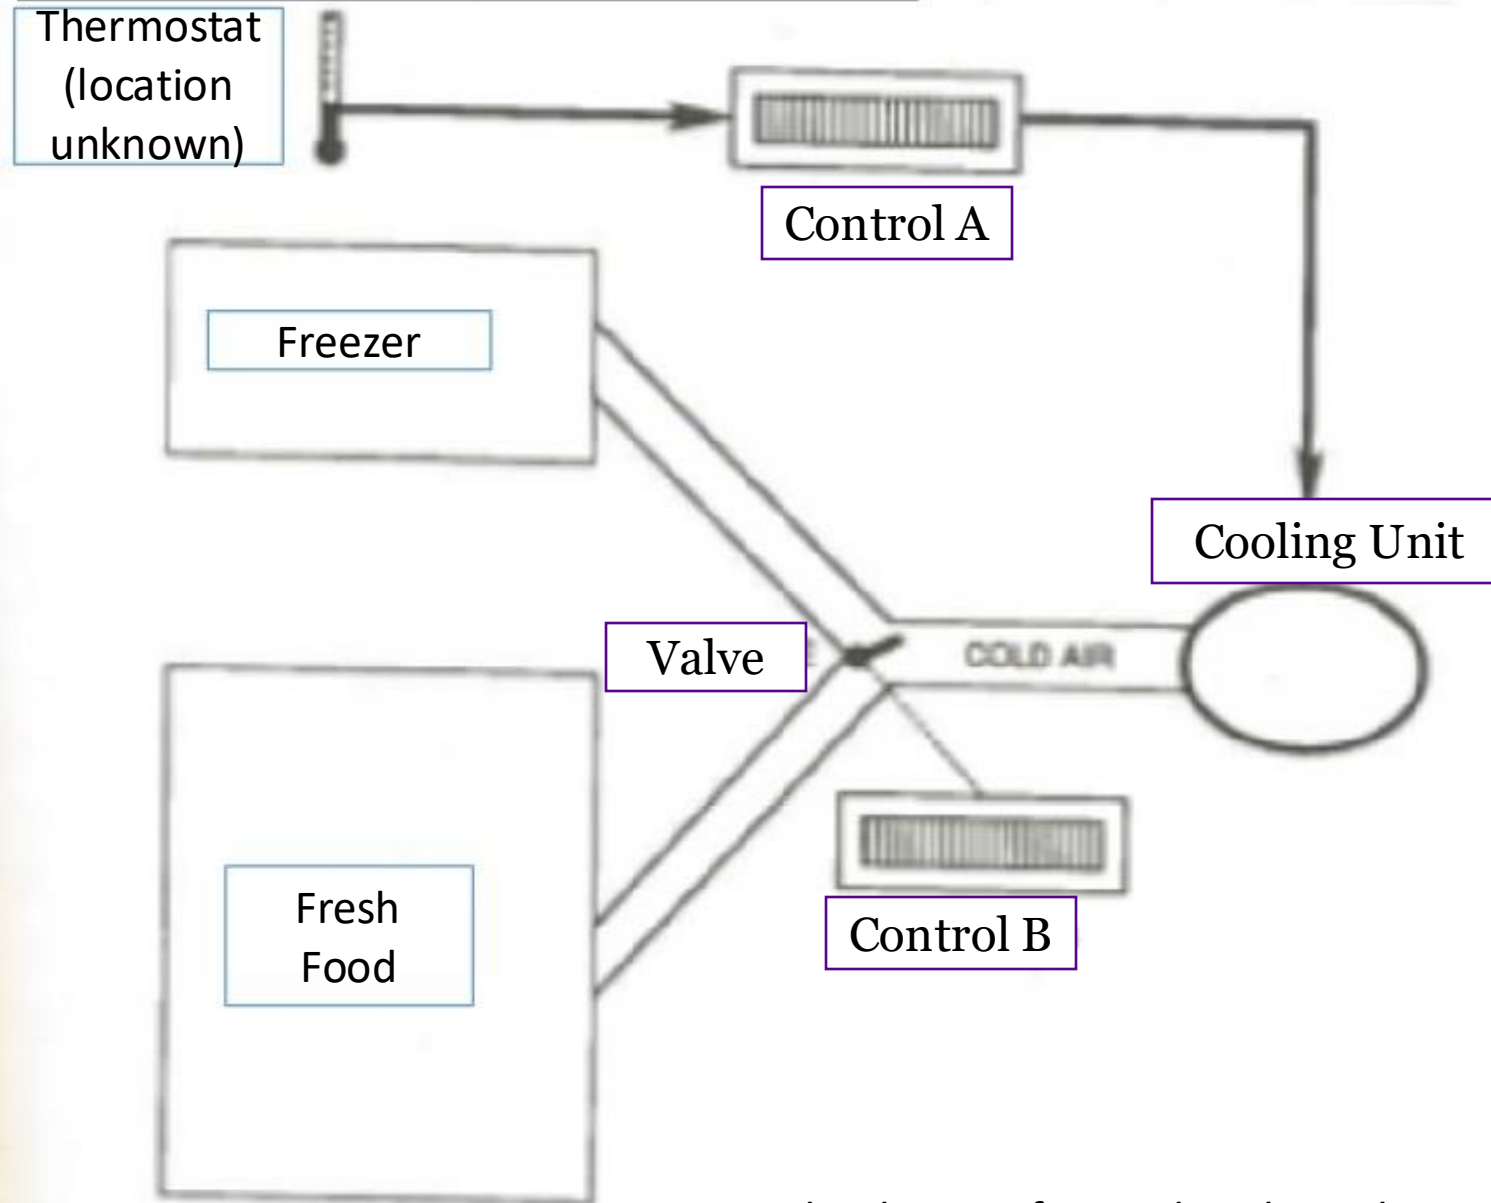 Thermostat
(location
unknown)
Control A
Freezer
Cooling Unit
Valve
COLD AIR
Fresh
Food
Control B